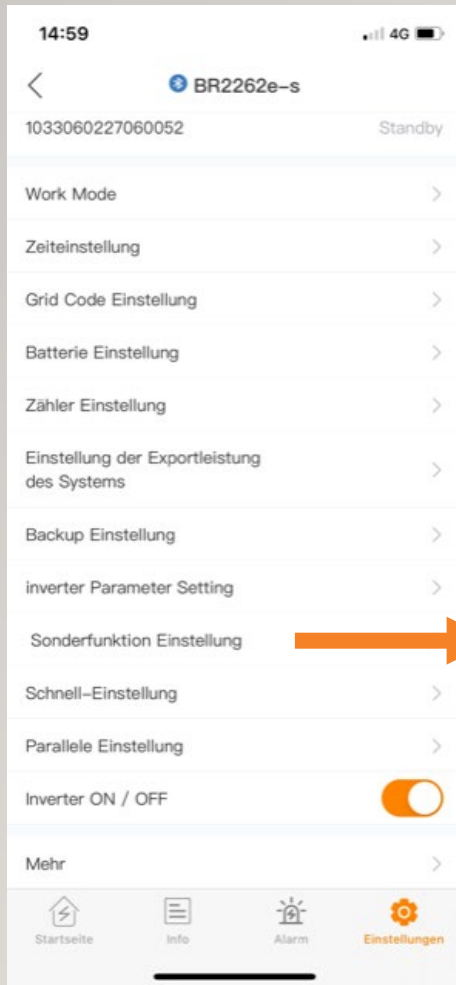 14:59
4G
BR2262e-s
1033060227060052 Standby
Work Mode
Zeiteinstellung
Grid Code Einstellung
Batterie Einstellung
Zähler Einstellung
Einstellung der Exportleistung
des Systems
Backup Einstellung
inverter Parameter Setting
Sonderfunktion Einstellung
Schnell-Einstellung
Parallele Einstellung
Inverter ON / OFF
Mehr
Startseite Info Alarm Einstellungen